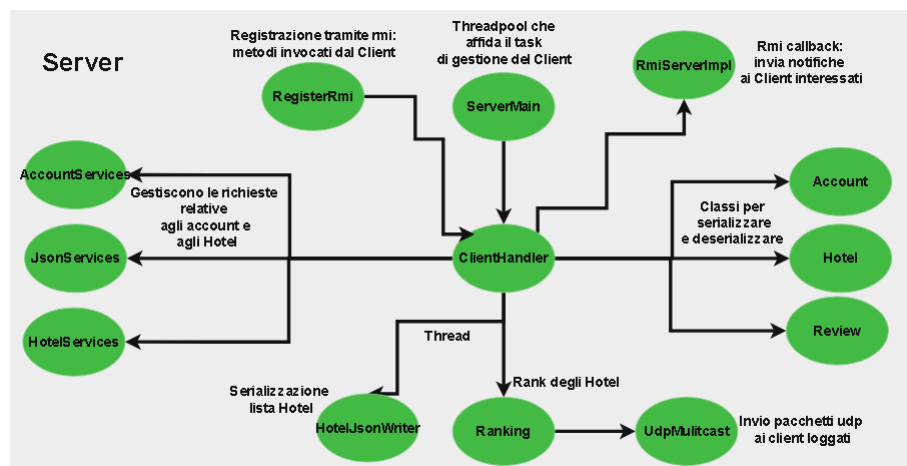 Server
Registrazione tramite rmi:
metodi invocati dal Client
RegisterRmi
Threadpool che
affida il task
di gestione del Client
ServerMain
RmiServerImpl
Rmi callback:
invia notifiche
ai Client interessati
AccountServices
Gestiscono le richieste
relative
agli account e
agli Hotel
JsonServices
HotelServices
ClientHandler
Classi per
serializzare
e deserializzare
Account
Hotel
Review
Thread
Serializzazione
lista Hotel
HotelJsonWriter
Rank degli Hotel
Ranking
UdpMulitcast
Invio pacchetti udp
ai client loggati